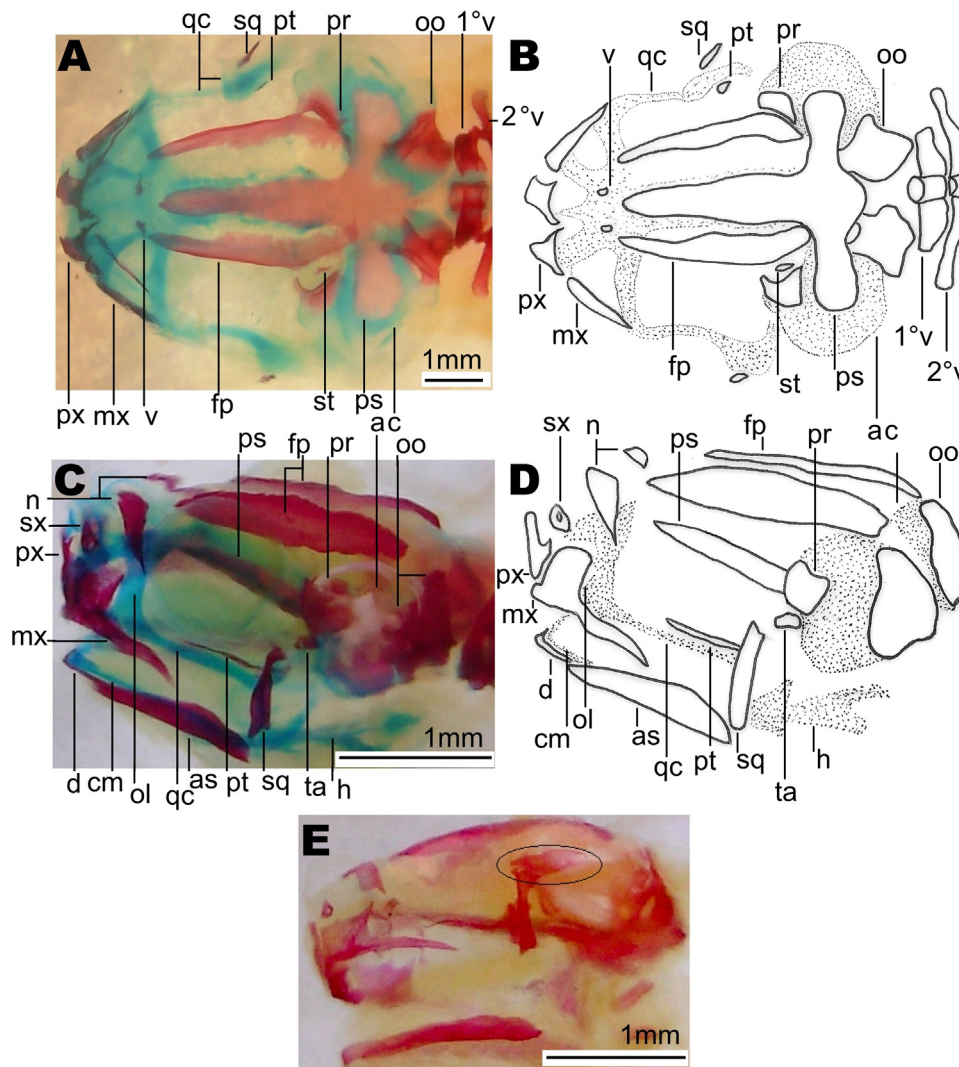 qc sq pt pr oo 1°v
A
2°v
px mx v fp st ps ac
1mm
B
sq pt pr oo
v qc
px mx fp st ps 1°v 2°v
ac
C
ps fp pr ac oo
n
sx
px
mx
d cm ol qc as pt sq ta h
1mm
D
sx n ps fp pr oo
px
mx
d cm ol as qc pt sq ta h
E
1mm